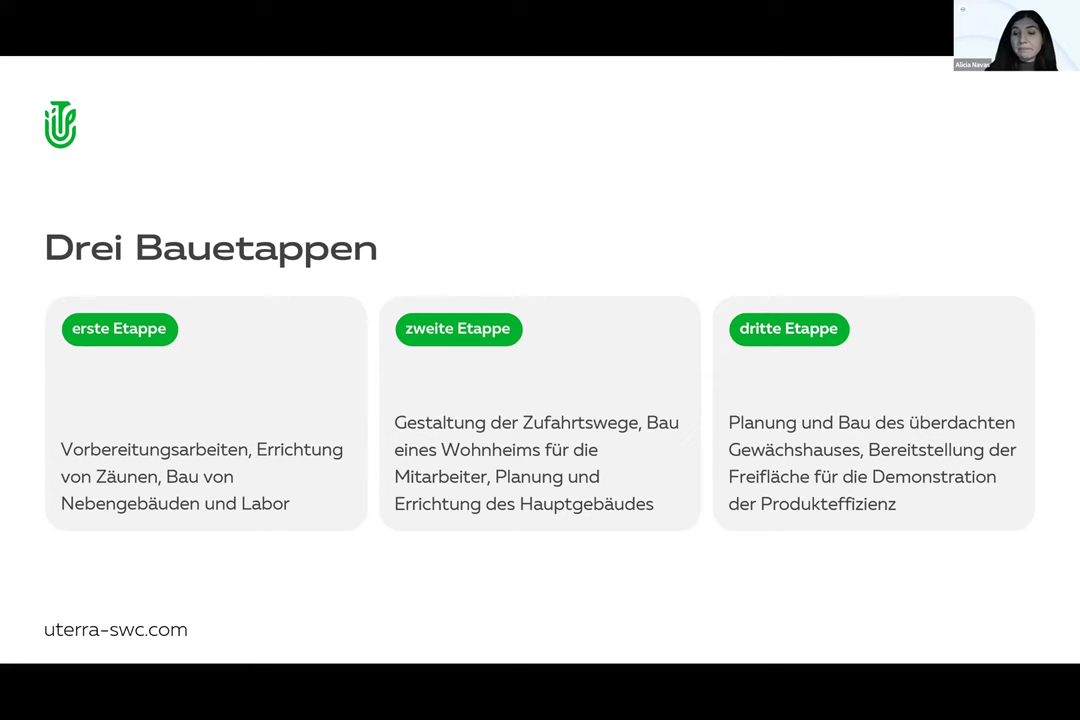 Alicia Navas
Drei Bauetappen
erste Etappe
Vorbereitungsarbeiten, Errichtung
von Zäunen, Bau von
Nebengebäuden und Labor
zweite Etappe
Gestaltung der Zufahrtswege, Bau
eines Wohnheims für die
Mitarbeiter, Planung und
Errichtung des Hauptgebäudes
dritte Etappe
Planung und Bau des überdachten
Gewächshauses, Bereitstellung der
Freifläche für die Demonstration
der Produkteffizienz
uterra-swc.com